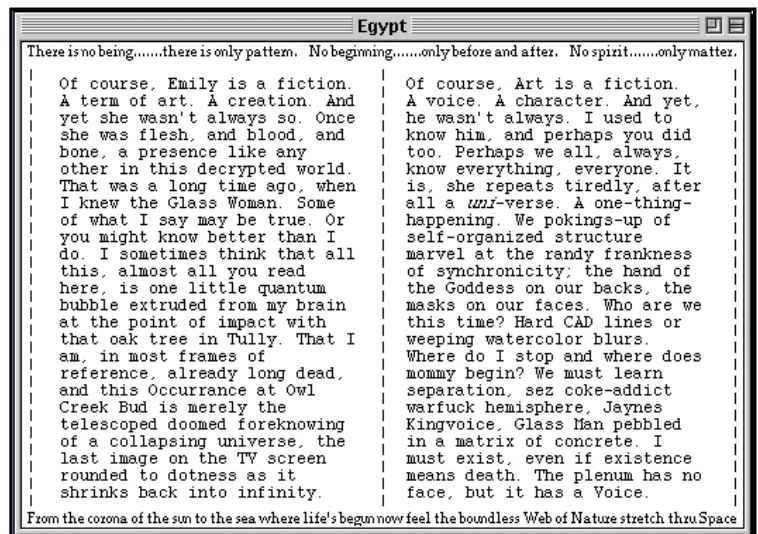 Egypt
There is no being.......there is only pattern. No beginning.......only before and after. No spirit.......only matter.
Of course, Emily is a fiction.
A term of art. A creation. And
yet she wasn't always so. Once
she was flesh, and blood, and
bone, a presence like any
other in this decrypted world.
That was a long time ago, when
I knew the Glass Woman. Some
of what I say may be true. Or
you might know better than I
do. I sometimes think that all
this, almost all you read
here, is one little quantum
bubble extruded from my brain
at the point of impact with
that oak tree in Tully. That I
am, in most frames of
reference, already long dead,
and this Occurrance at Owl
Creek Bud is merely the
telescoped doomed foreknowing
of a collapsing universe, the
last image on the TV screen
rounded to dotness as it
shrinks back into infinity.
Of course, Art is a fiction.
A voice. A character. And yet,
he wasn't always. I used to
know him, and perhaps you did
too. Perhaps we all, always,
know everything, everyone. It
is, she repeats tiredly, after
all a uni-verse. A one-thing-
happening. We pokings-up of
self-organized structure
marvel at the randy frankness
of synchronicity; the hand of
the Goddess on our backs, the
masks on our faces. Who are we
this time? Hard CAD lines or
weeping watercolor blurs.
Where do I stop and where does
mommy begin? We must learn
separation, sez coke-addict
warfuck hemisphere, Jaynes
Kingvoice, Glass Man pebbled
in a matrix of concrete. I
must exist, even if existence
means death. The plenum has no
face, but it has a Voice.
From the corona of the sun to the sea where life's begun now feel the boundless Web of Nature stretch thru Space